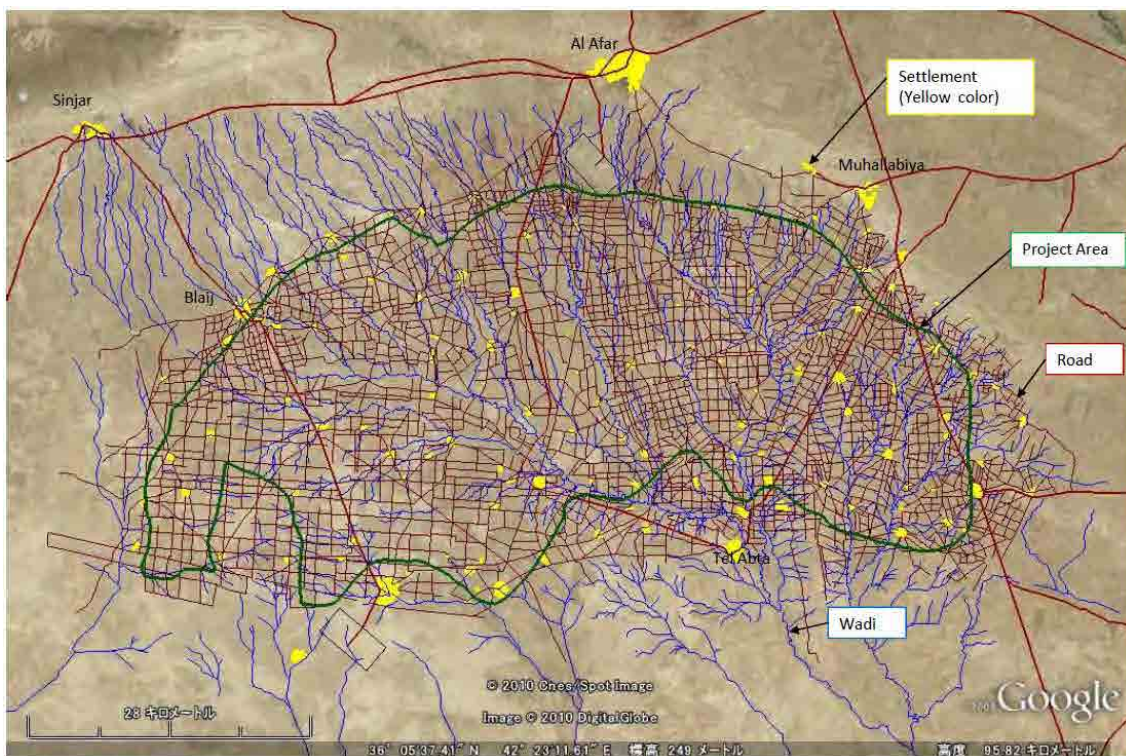 Al Afar
Settlement
(Yellow color)
Sinjar
Muhallabiya
Project Area
Blaij
Road
Tel Abta
Wadi
© 2010 Cnes/Spot Image
Image © 2010 DigitalGlobe
Google
28 キロメートル
36° 05'37.41" N 42° 23'11.61" E 標高 249 メートル 高度 95.82 キロメートル